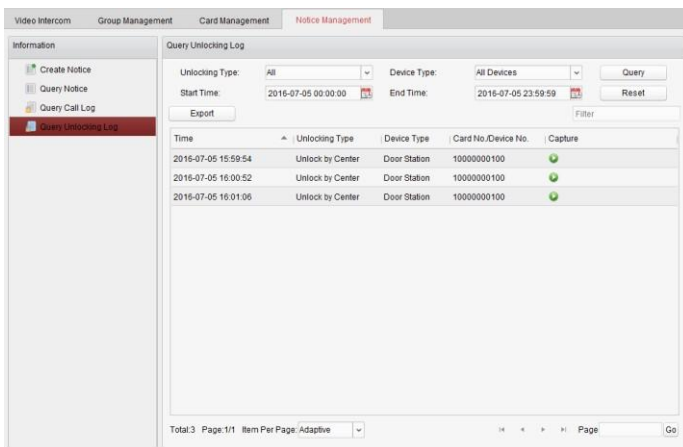 Video Intercom Group Management Card Management Notice Management
Information
Query Unlocking Log
Create Notice
Query Notice
Query Call Log
Query Unlocking Log
Unlocking Type: All Device Type: All Devices Query
Start Time: 2016-07-05 00:00:00 End Time: 2016-07-05 23:59:59 Reset
Export Filter
Time Unlocking Type Device Type Card No./Device No. Capture
2016-07-05 15:59:54 Unlock by Center Door Station 10000000100
2016-07-05 16:00:52 Unlock by Center Door Station 10000000100
2016-07-05 16:01:06 Unlock by Center Door Station 10000000100
Total:3 Page:1/1 Item Per Page: Adaptive Page Go